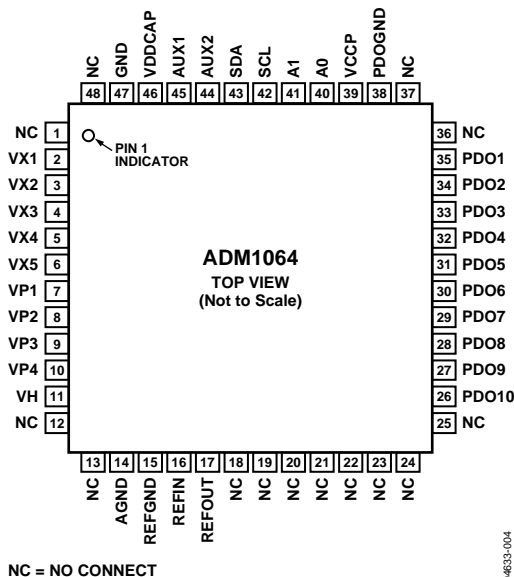 NC GND VDDCAP AUX1 AUX2 SDA SCL A1 A0 VCCP PDOGND NC
48 47 46 45 44 43 42 41 40 39 38 37
NC 1
VX1 2
VX2 3
VX3 4
VX4 5
VX5 6
VP1 7
VP2 8
VP3 9
VP4 10
VH 11
NC 12
PIN 1
INDICATOR
ADM1064
TOP VIEW
(Not to Scale)
36 NC
35 PDO1
34 PDO2
33 PDO3
32 PDO4
31 PDO5
30 PDO6
29 PDO7
28 PDO8
27 PDO9
26 PDO10
25 NC
13 14 15 16 17 18 19 20 21 22 23 24
NC AGND REFGND REFIN REFOUT NC NC NC NC NC NC NC
NC = NO CONNECT
04633-004